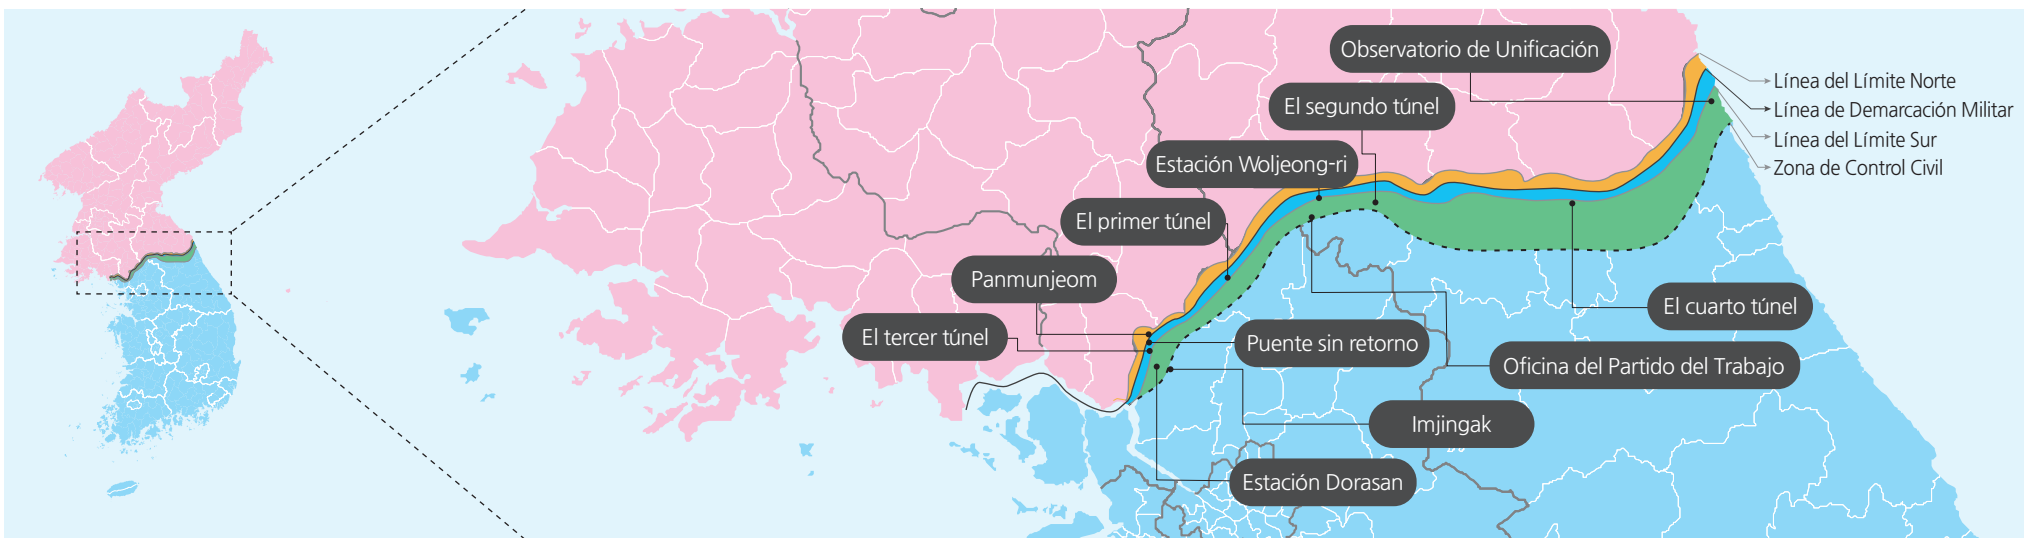 Observatorio de Unificación
Línea del Límite Norte
El segundo túnel
Línea de Demarcación Militar
Línea del Límite Sur
Estación Woljeong-ri
Zona de Control Civil
El primer túnel
Panmunjeom
El cuarto túnel
El tercer túnel
Puente sin retorno
Oficina del Partido del Trabajo
Imjingak
Estación Dorasan